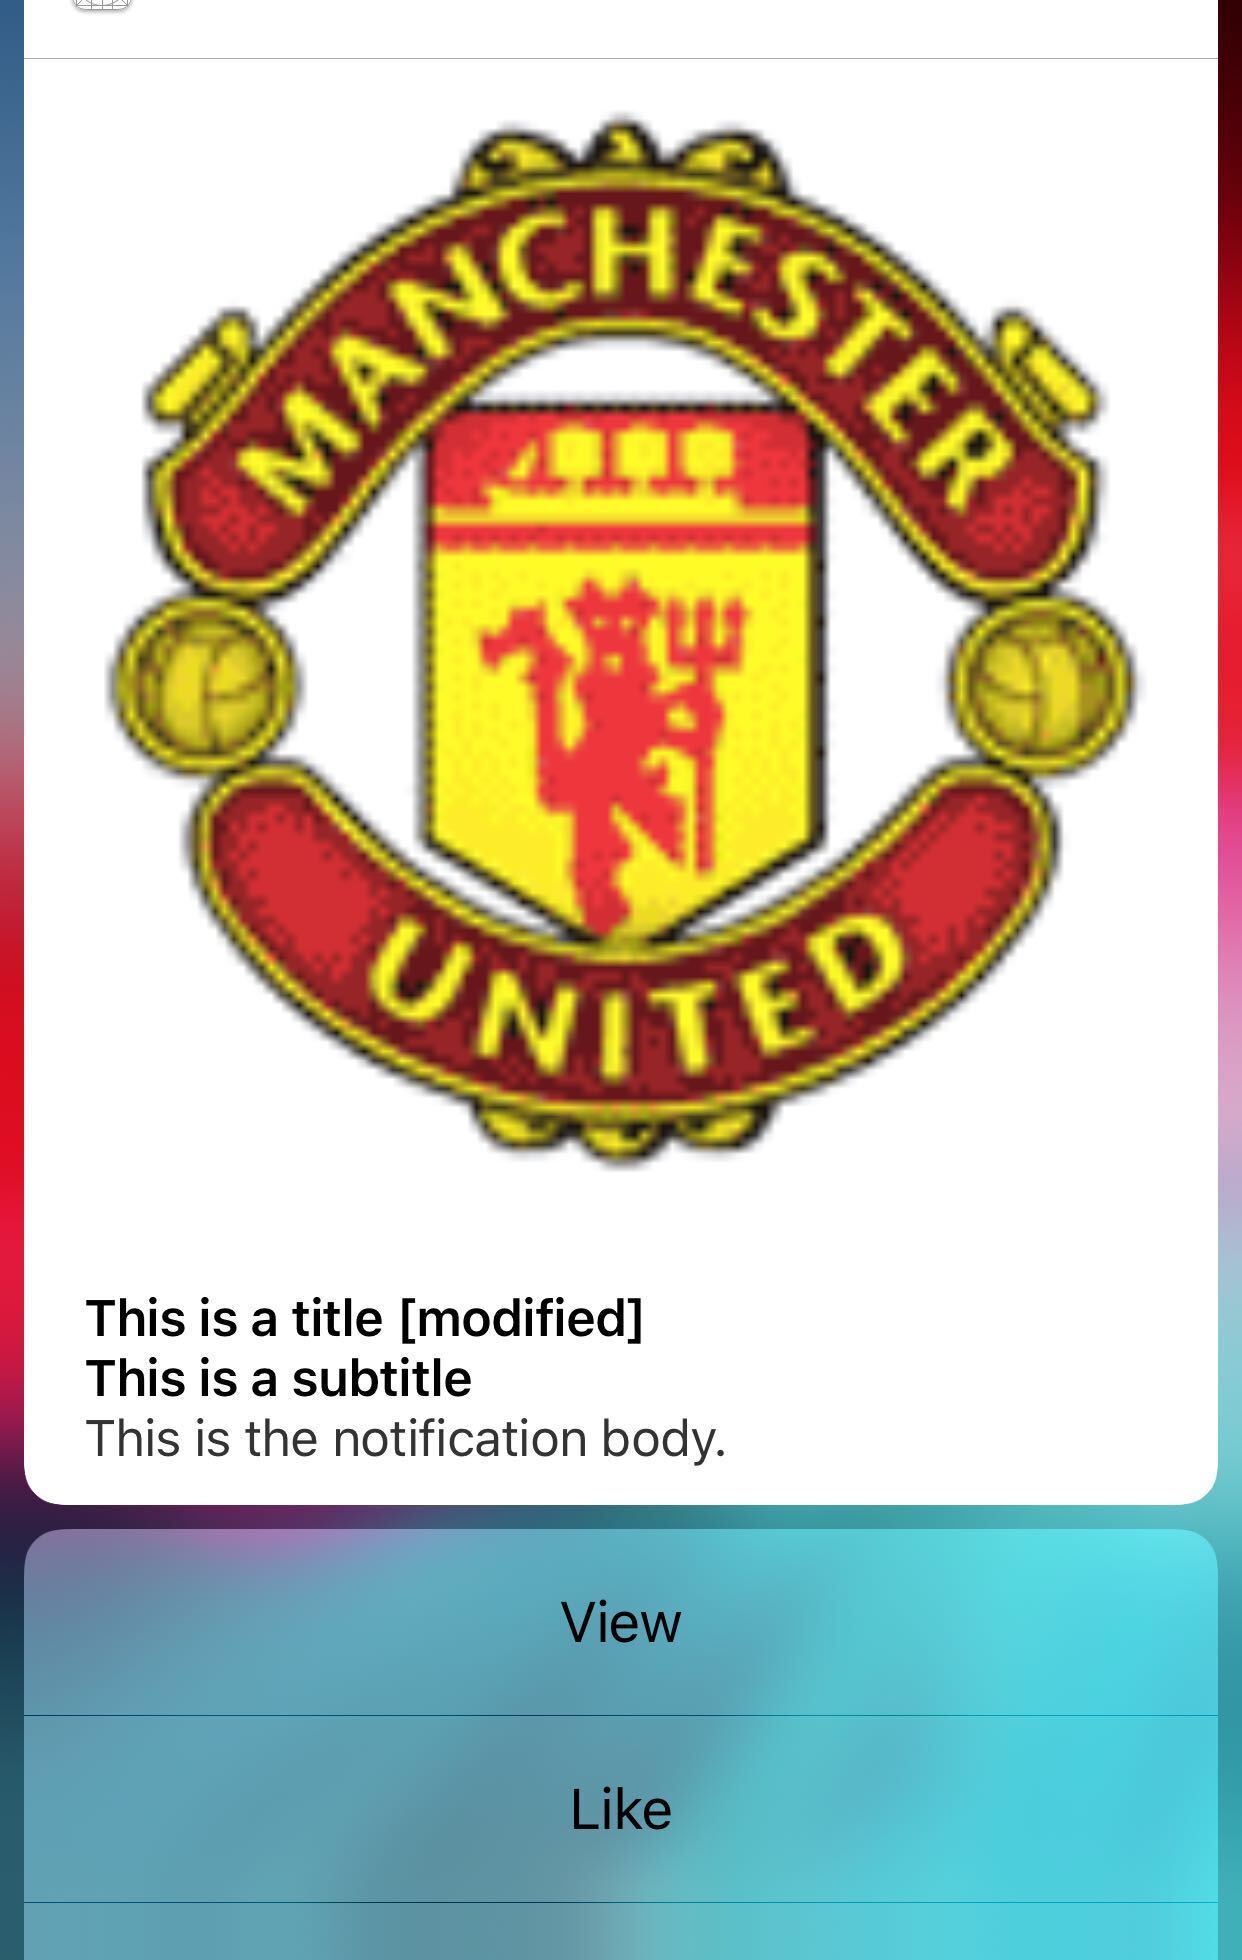 MANCHESTER
UNITED
This is a title [modified]
This is a subtitle
This is the notification body.
View
Like